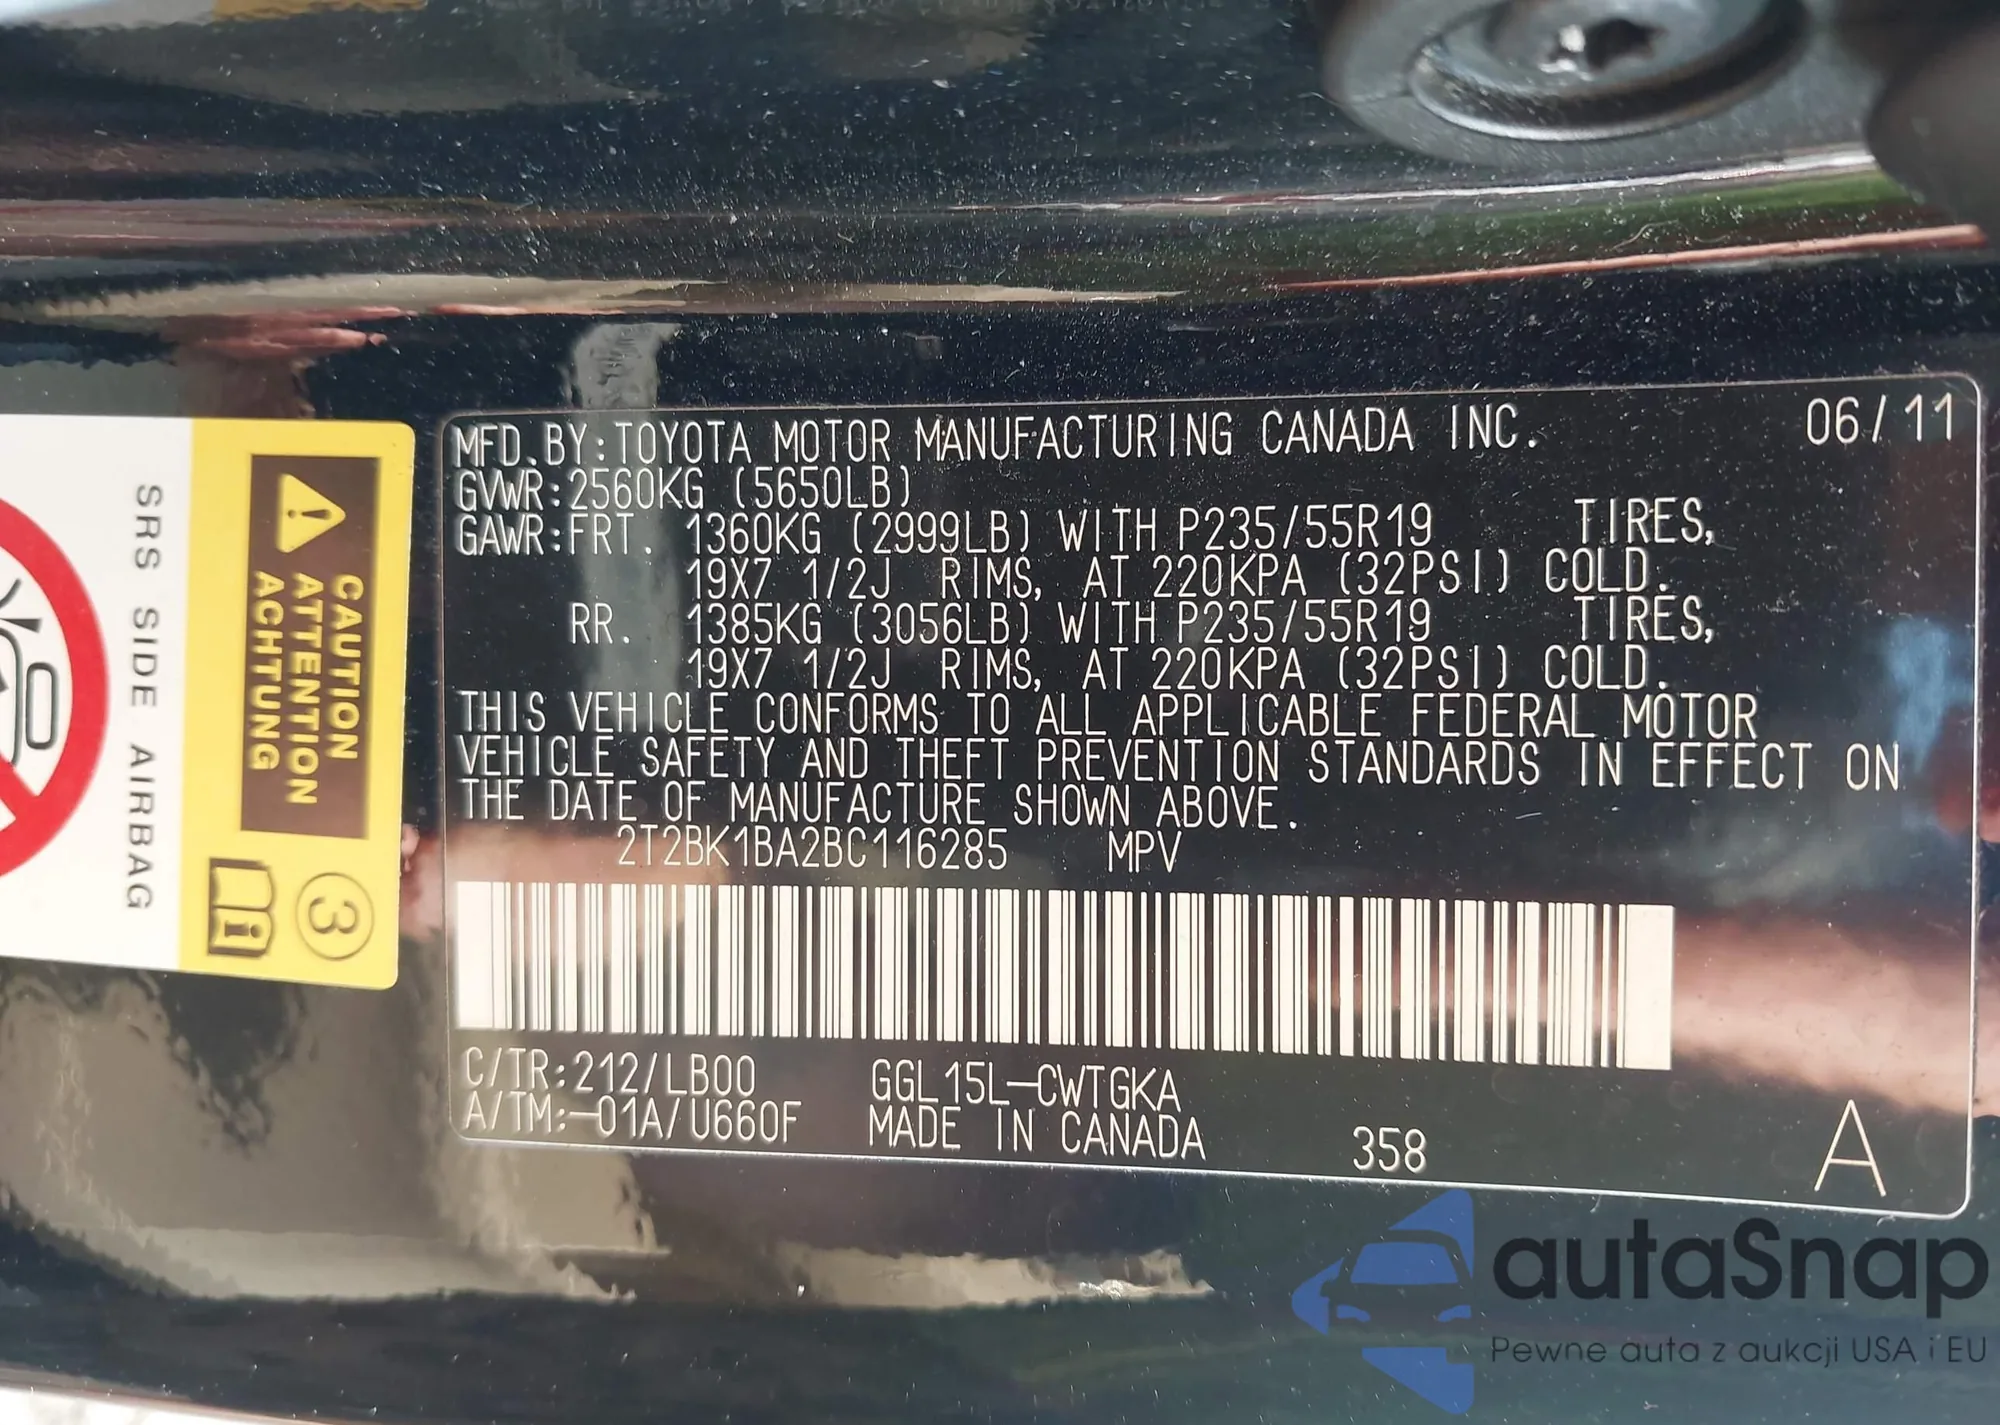 MFD.BY:TOYOTA MOTOR MANUFACTURING CANADA INC. 06/11
GVWR:2560KG (5650LB)
GAWR:FRT. 1360KG (2999LB) WITH P235/55R19 TIRES,
19X7 1/2J RIMS, AT 220KPA (32PSI) COLD.
RR. 1385KG (3056LB) WITH P235/55R19 TIRES,
19X7 1/2J RIMS, AT 220KPA (32PSI) COLD.
THIS VEHICLE CONFORMS TO ALL APPLICABLE FEDERAL MOTOR
VEHICLE SAFETY AND THEFT PREVENTION STANDARDS IN EFFECT ON
THE DATE OF MANUFACTURE SHOWN ABOVE.
2T2BK1BA2BC116285 MPV
C/TR:212/LB00 GGL15L-CWTGKA
A/TM:-01A/U660F MADE IN CANADA 358 A
CAUTION
ATTENTION
ACHTUNG
3
i
SRS SIDE AIRBAG
autaSnap
Pewne auta z aukcji USA i EU